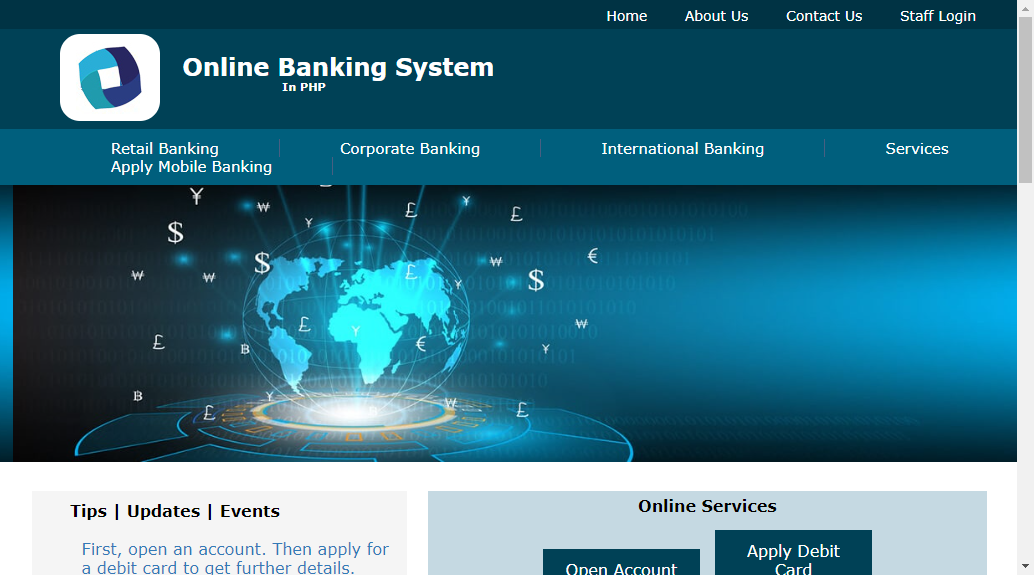 Home About Us Contact Us Staff Login
Online Banking System
In PHP
Retail Banking Corporate Banking International Banking Services
Apply Mobile Banking
Tips | Updates | Events
First, open an account. Then apply for
a debit card to get further details.
Online Services
Open Account
Apply Debit
Card